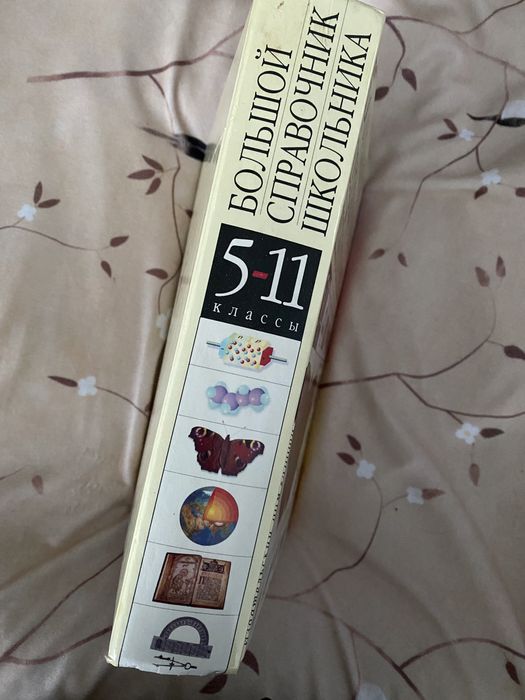 БОЛЬШОЙ
СПРАВОЧНИК
ШКОЛЬНИКА
5-11
классы